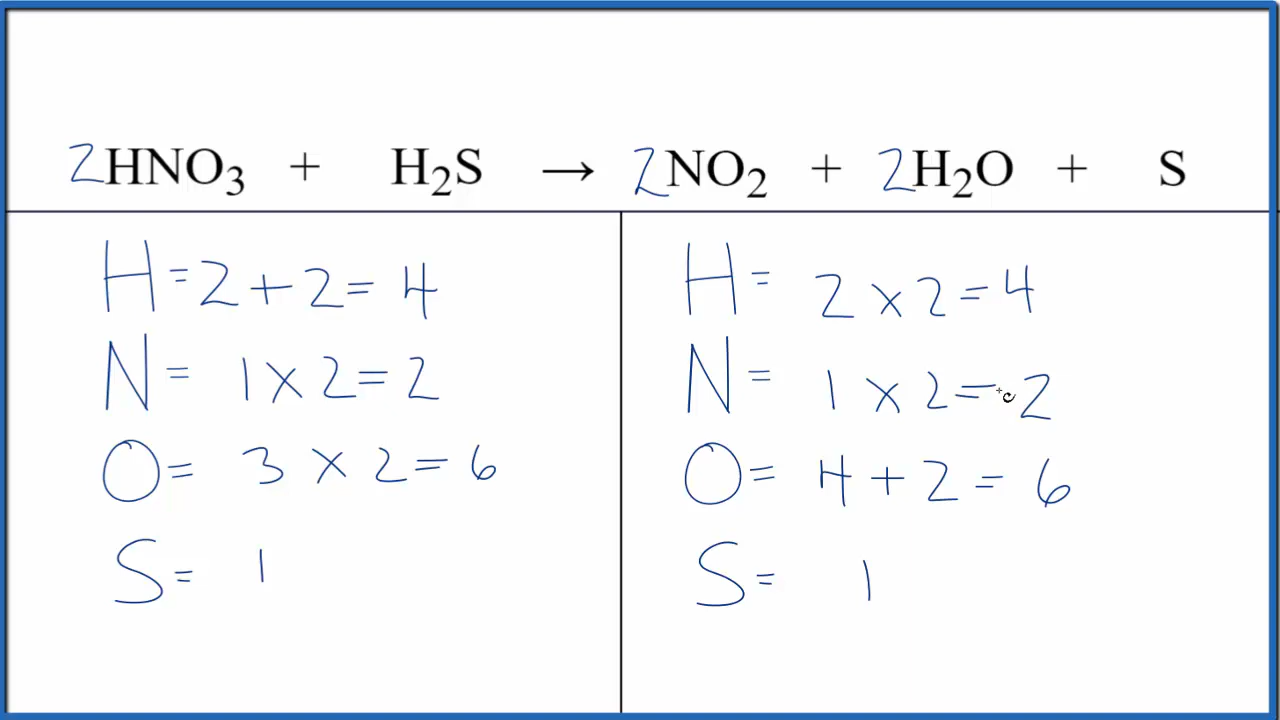 2HNO₃ + H₂S → 2NO₂ + 2H₂O + S
H = 2 + 2 = 4
N = 1 x 2 = 2
O = 3 x 2 = 6
S = 1
H = 2 x 2 = 4
N = 1 x 2 = 2
O = 4 + 2 = 6
S = 1